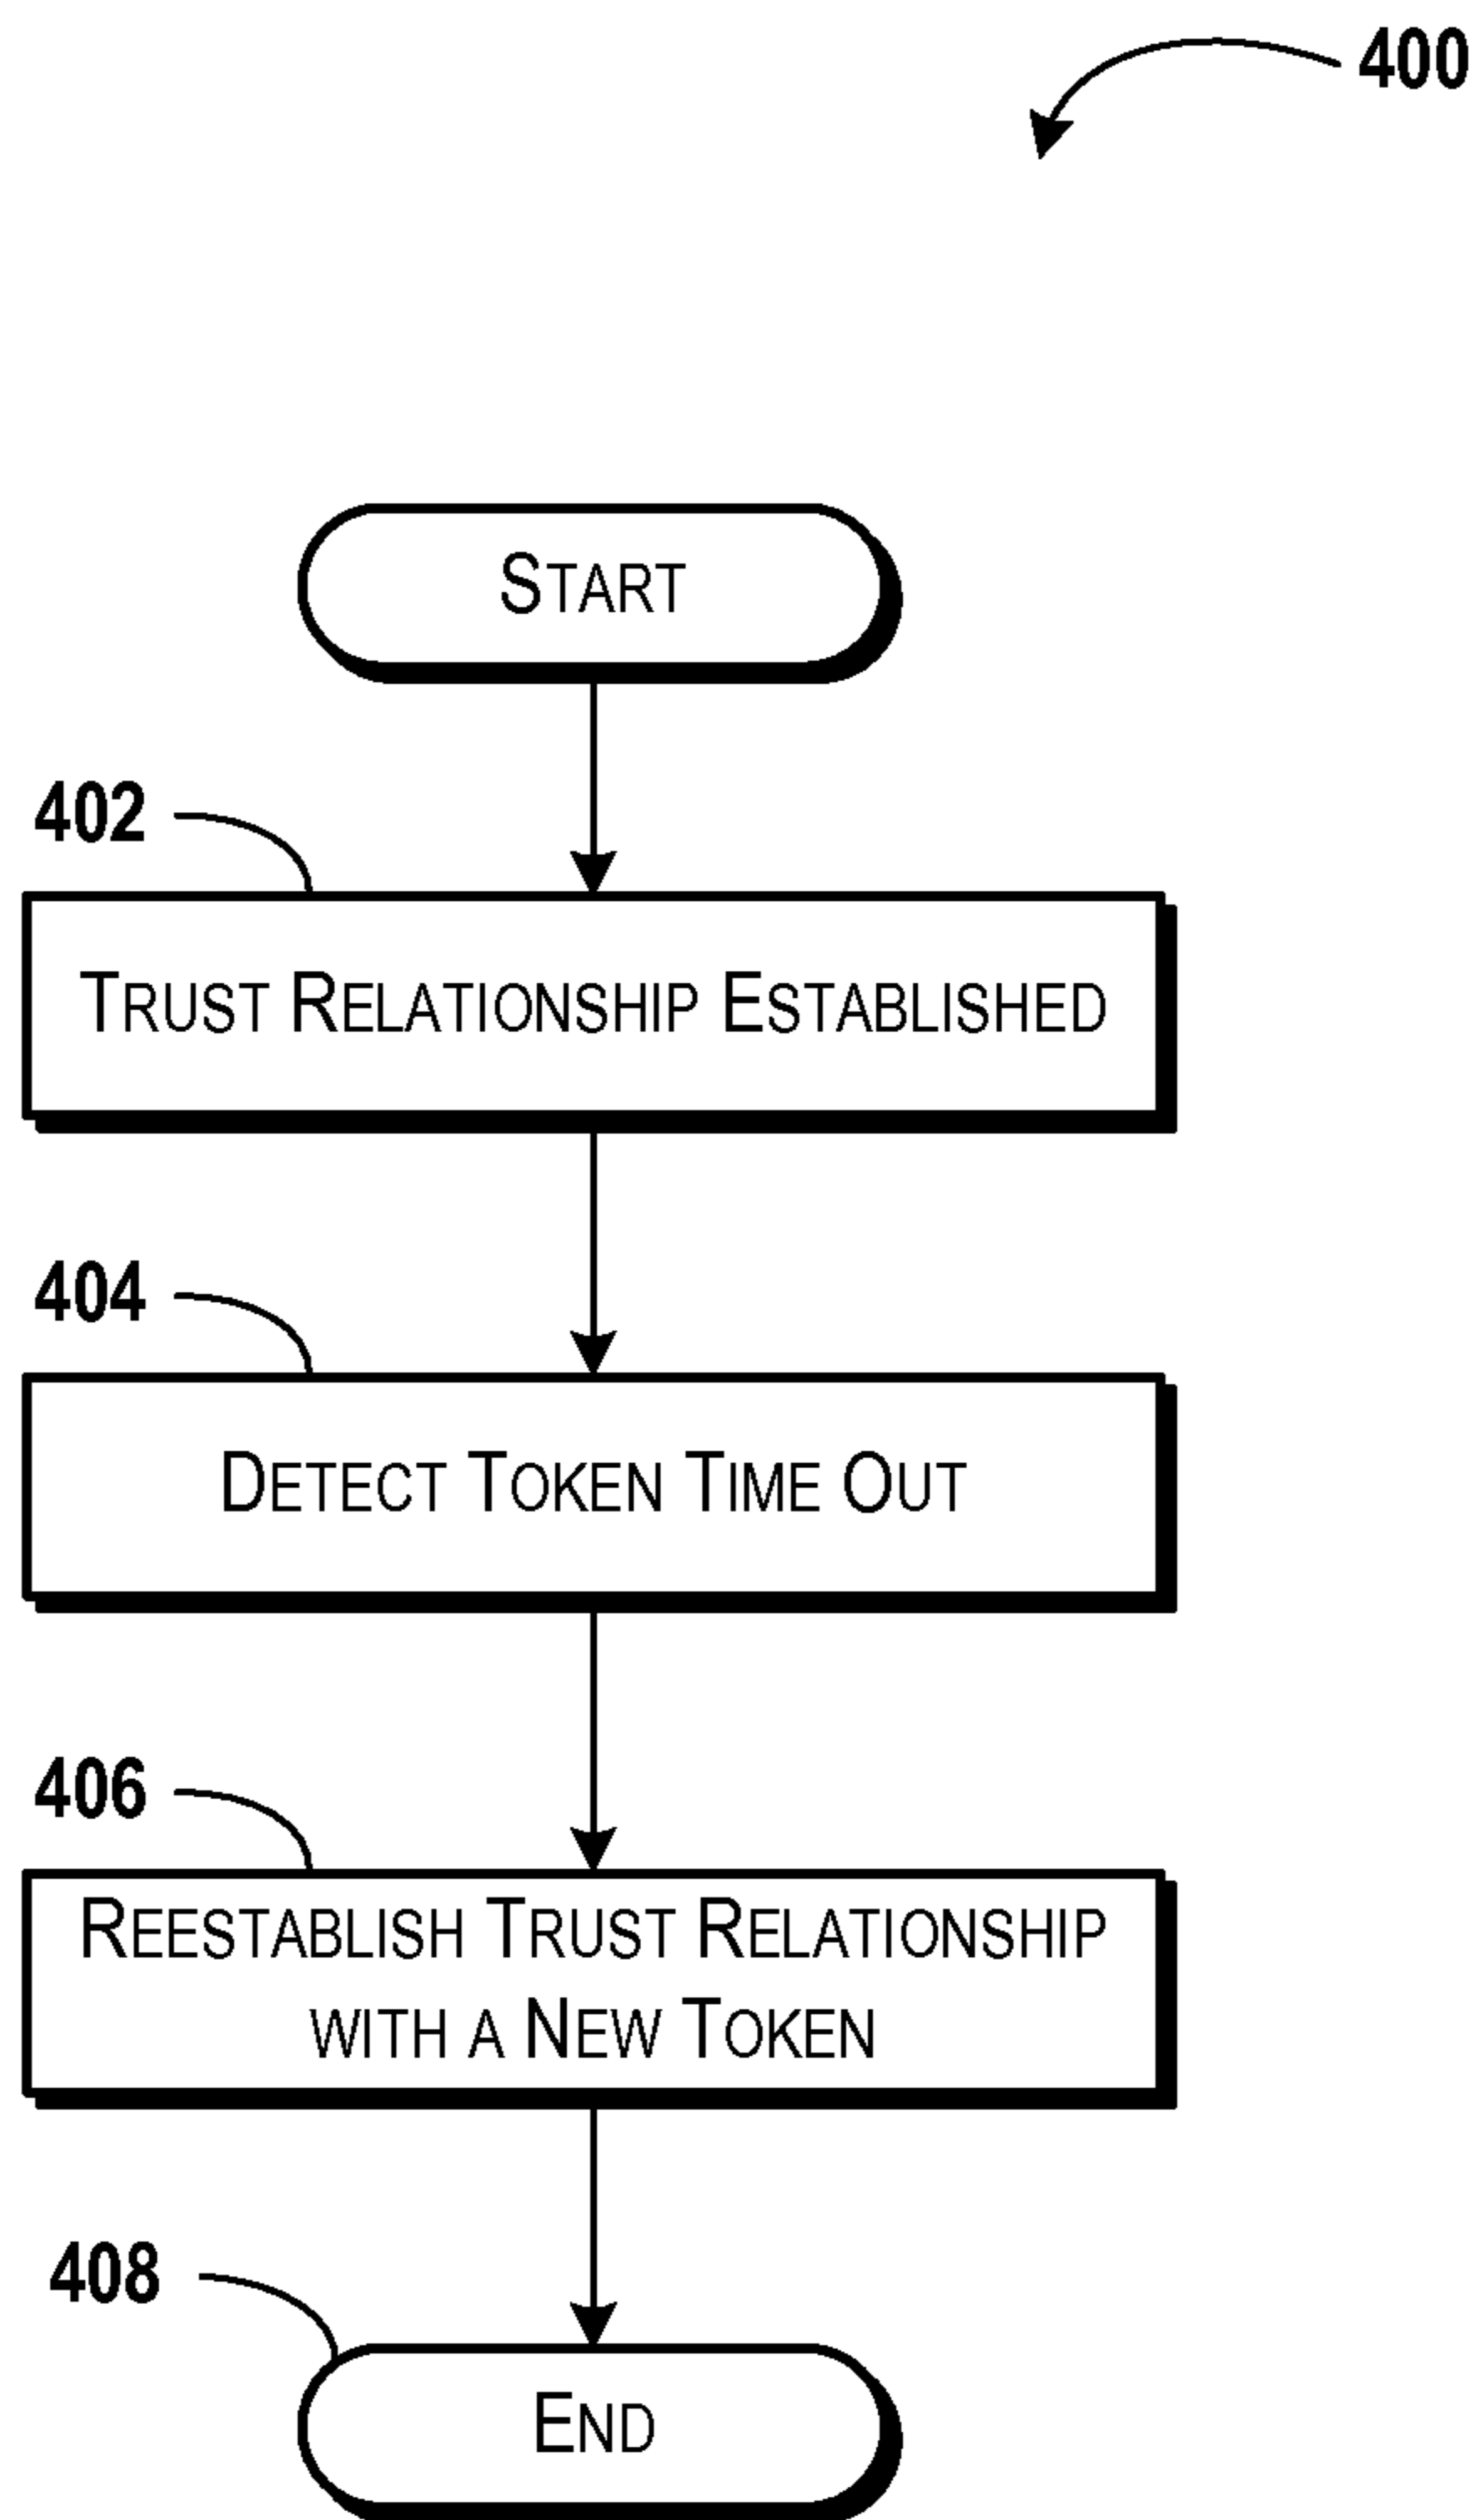 400
START
402
TRUST RELATIONSHIP ESTABLISHED
404
DETECT TOKEN TIME OUT
406
REESTABLISH TRUST RELATIONSHIP
WITH A NEW TOKEN
408
END